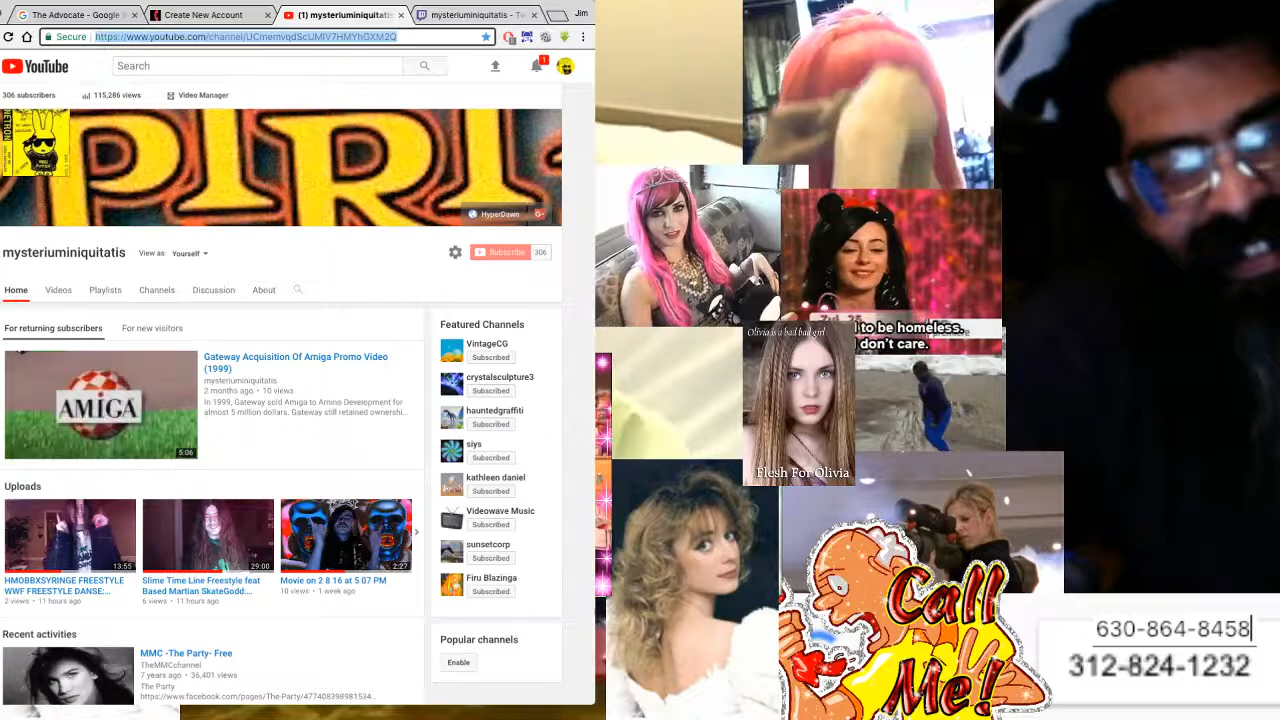 The Advocate - G
Create New Account
(1) mysteriuminiquitatis
mysteriuminiquitatis - Tw
Jim
Secure
https://www.youtube.com/channel/UCmernvqdScUMlV7HMYhGXM2Q
YouTube
Search
1
306 subscribers
115,286 views
Video Manager
NETRON
PIRI
HyperDawn
mysteriuminiquitatis
View as: Yourself
Subscribe 306
Home Videos Playlists Channels Discussion About
For returning subscribers
For new visitors
AMIGA
5:06
Gateway Acquisition Of Amiga Promo Video
(1999)
mysteriuminiquitatis
2 months ago • 10 views
In 1999, Gateway sold Amiga to Amino Development for
almost 5 million dollars. Gateway still retained ownershi...
Uploads
13:55
HMOBBXSYRINGE FREESTYLE
WWF FREESTYLE DANSE:...
2 views • 11 hours ago
29:00
Slime Time Line Freestyle feat
Based Martian SkateGodd:...
6 views • 11 hours ago
2:27
Movie on 2 8 16 at 5 07 PM
10 views • 1 week ago
Recent activities
MMC -The Party- Free
TheMMCchannel
7 years ago • 36,401 views
The Party
https://www.facebook.com/pages/The-Party/477408398981534...
Featured Channels
VintageCG
Subscribed
crystalsculpture3
Subscribed
hauntedgraffiti
Subscribed
siys
Subscribed
kathleen daniel
Subscribed
Videowave Music
Subscribed
sunsetcorp
Subscribed
Firu Blazinga
Subscribed
Popular channels
Enable
to be homeless.
don't care.
Olivia is a bad bad girl
Flesh For Olivia
Call
Me!
630-864-8458
312-824-1232